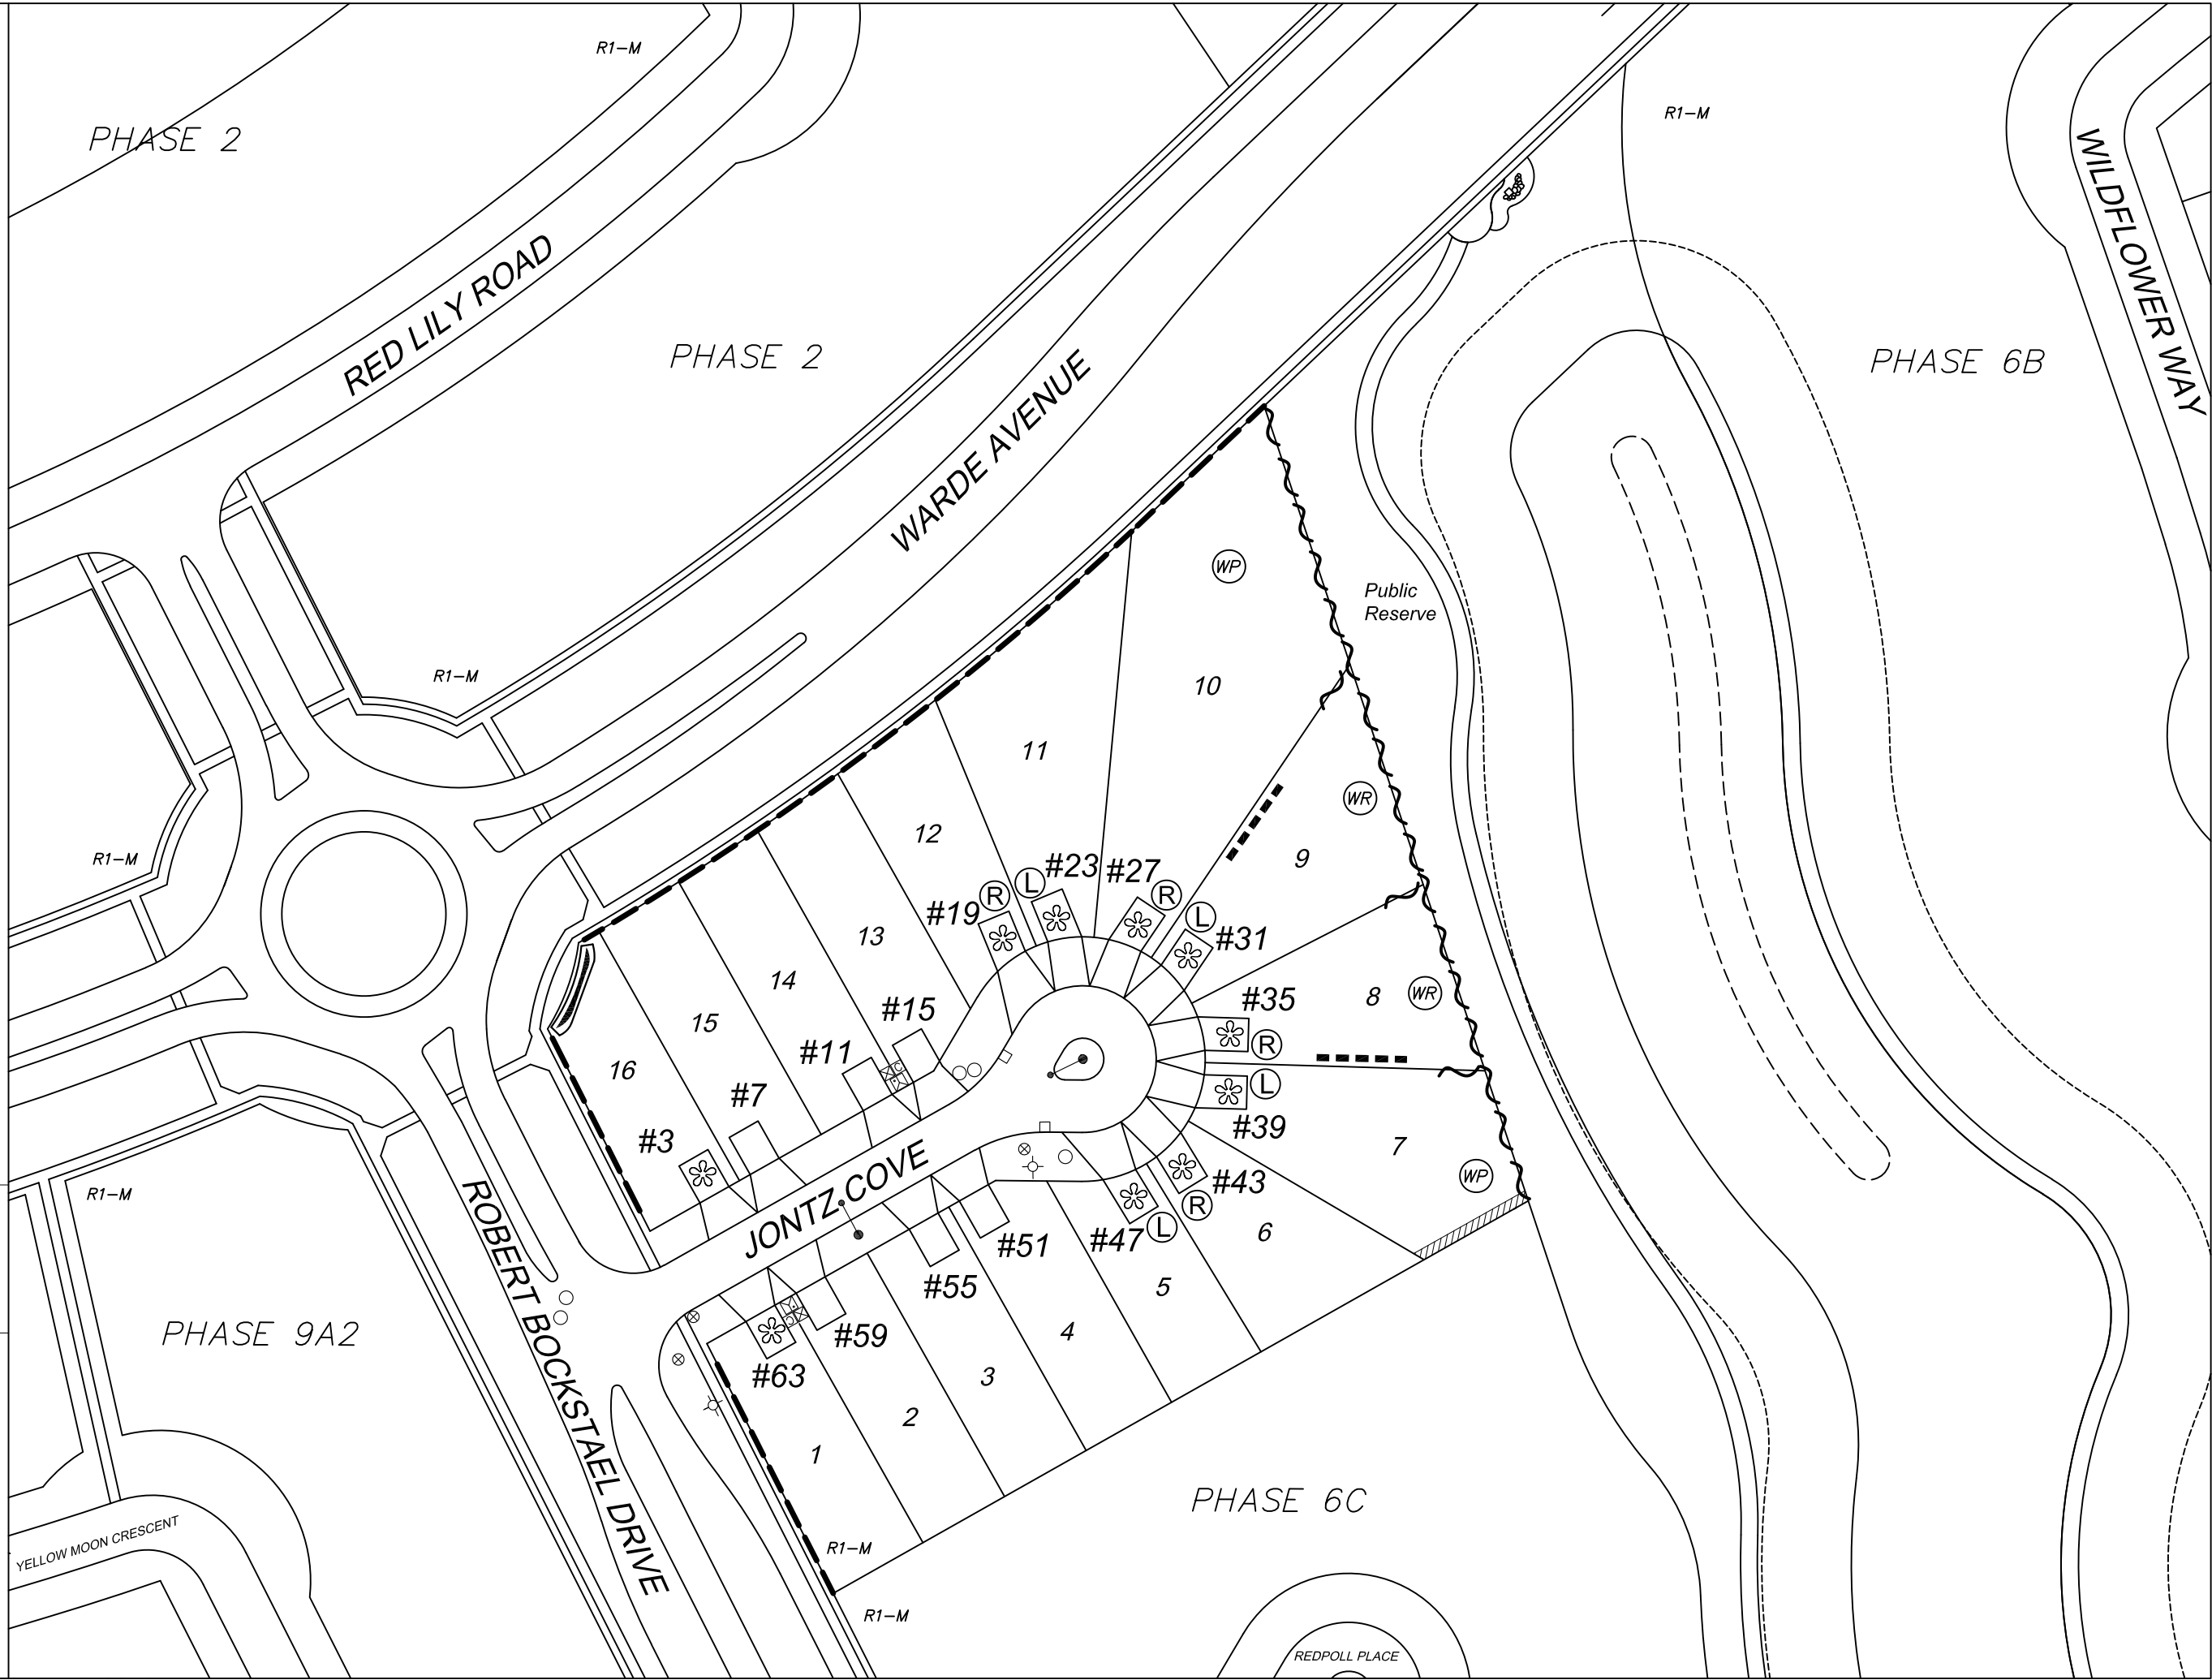 R1-M
PHASE 2
R1-M
WILDFLOWER WAY
RED LILY ROAD
PHASE 2
WARDE AVENUE
PHASE 6B
WP
Public
Reserve
R1-M
10
11
WR
12
9
R1-M
#23
#27
L
R
R
#19
L
#31
13
14
8
WR
#35
#15
15
R
#11
16
L
#7
#39
#3
7
WP
JONTZ COVE
#43
R1-M
R
#47
L
6
#51
ROBERT BOCKSTAEL DRIVE
#55
5
PHASE 9A2
#59
4
#63
3
2
1
PHASE 6C
YELLOW MOON CRESCENT
R1-M
R1-M
REDPOLL PLACE